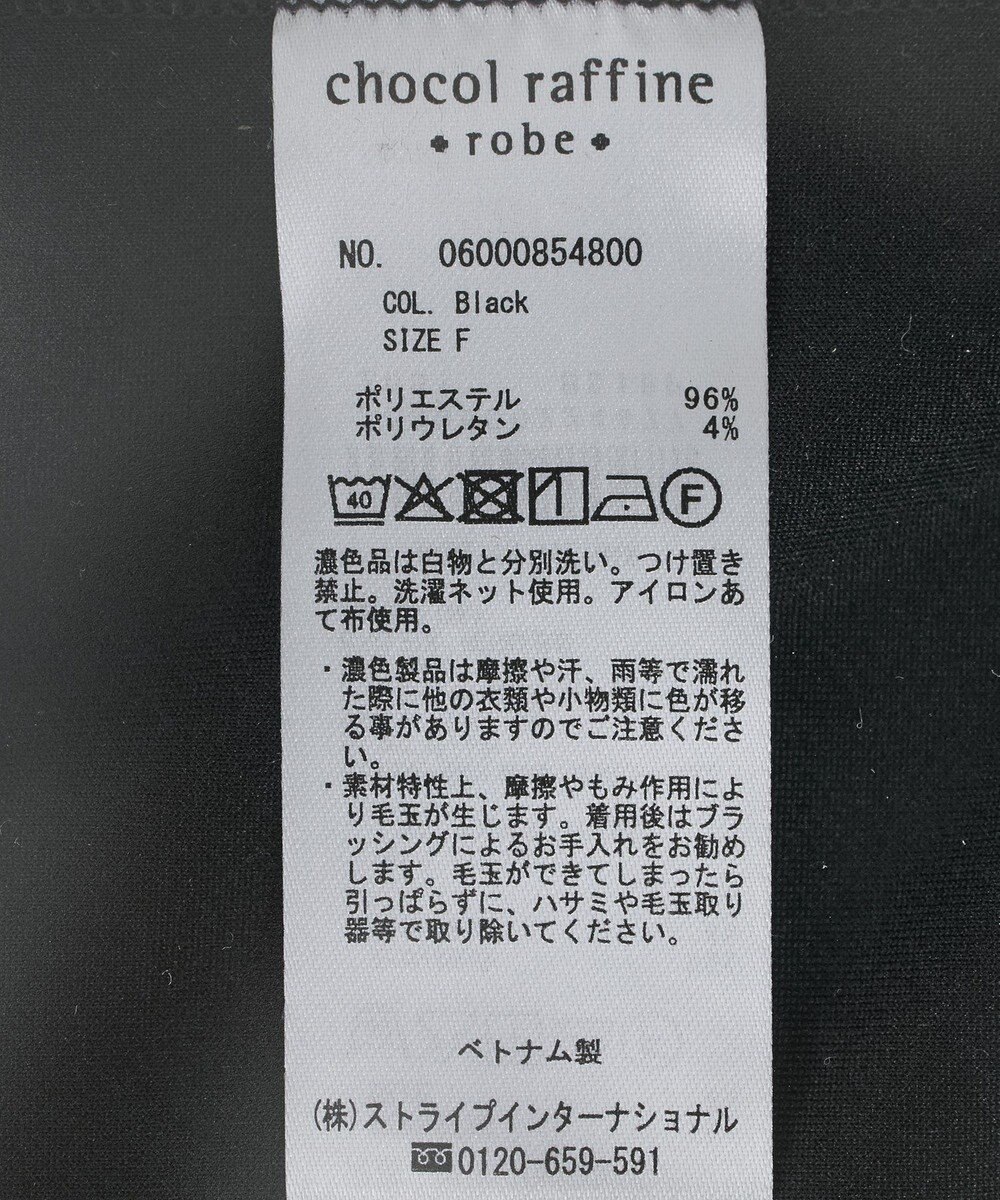 chocol raffine
robe
NO. 06000854800
COL. Black
SIZE F
ポリエステル 96%
ポリウレタン 4%
40 F
濃色品は白物と分別洗い。つけ置き
禁止。洗濯ネット使用。アイロンあ
て布使用。
・濃色製品は摩擦や汗、雨等で濡れ
た際に他の衣類や小物類に色が移
る事がありますのでご注意くださ
い。
・素材特性上、摩擦やもみ作用によ
り毛玉が生じます。着用後はブラ
ッシングによるお手入れをお勧め
します。毛玉ができてしまったら
引っぱらずに、ハサミや毛玉取り
器等で取り除いてください。
ベトナム製
(株)ストライプインターナショナル
0120-659-591